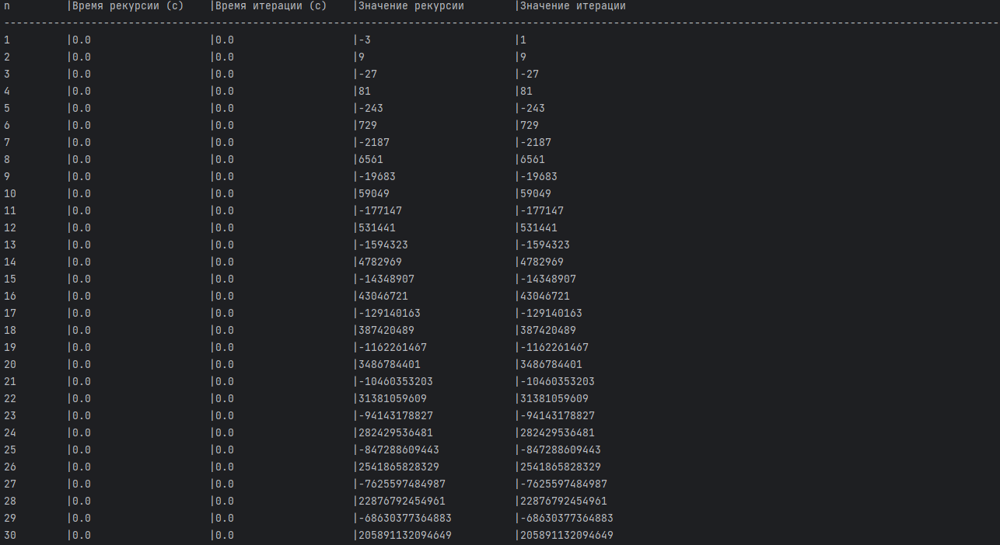 n         |Время рекурсии (с)    |Время итерации (с)    |Значение рекурсии        |Значение итерации
----------------------------------------------------------------------------------------------------------------------------------------------------------------
1         |0.0                   |0.0                   |-3                       |1
2         |0.0                   |0.0                   |9                        |9
3         |0.0                   |0.0                   |-27                      |-27
4         |0.0                   |0.0                   |81                       |81
5         |0.0                   |0.0                   |-243                     |-243
6         |0.0                   |0.0                   |729                      |729
7         |0.0                   |0.0                   |-2187                    |-2187
8         |0.0                   |0.0                   |6561                     |6561
9         |0.0                   |0.0                   |-19683                   |-19683
10        |0.0                   |0.0                   |59049                    |59049
11        |0.0                   |0.0                   |-177147                  |-177147
12        |0.0                   |0.0                   |531441                   |531441
13        |0.0                   |0.0                   |-1594323                 |-1594323
14        |0.0                   |0.0                   |4782969                  |4782969
15        |0.0                   |0.0                   |-14348907                |-14348907
16        |0.0                   |0.0                   |43046721                 |43046721
17        |0.0                   |0.0                   |-129140163               |-129140163
18        |0.0                   |0.0                   |387420489                |387420489
19        |0.0                   |0.0                   |-1162261467              |-1162261467
20        |0.0                   |0.0                   |3486784401               |3486784401
21        |0.0                   |0.0                   |-10460353203             |-10460353203
22        |0.0                   |0.0                   |31381059609              |31381059609
23        |0.0                   |0.0                   |-94143178827             |-94143178827
24        |0.0                   |0.0                   |282429536481             |282429536481
25        |0.0                   |0.0                   |-847288609443            |-847288609443
26        |0.0                   |0.0                   |2541865828329            |2541865828329
27        |0.0                   |0.0                   |-7625597484987           |-7625597484987
28        |0.0                   |0.0                   |22876792454961           |22876792454961
29        |0.0                   |0.0                   |-68630377364883          |-68630377364883
30        |0.0                   |0.0                   |205891132094649          |205891132094649